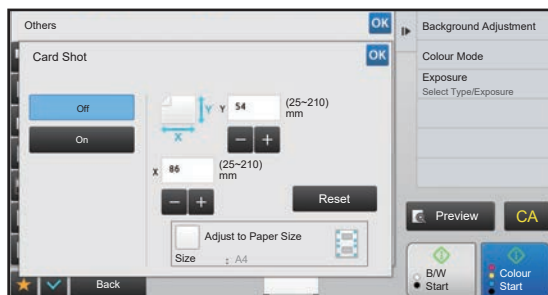 Others
OK
Card Shot
OK
Off
On
Y
X
Y 54
(25~210)
mm
X 86
(25~210)
mm
Reset
Adjust to Paper Size
Size : A4
Back
Background Adjustment
Colour Mode
Exposure
Select Type/Exposure
Preview
CA
B/W
Start
Colour
Start